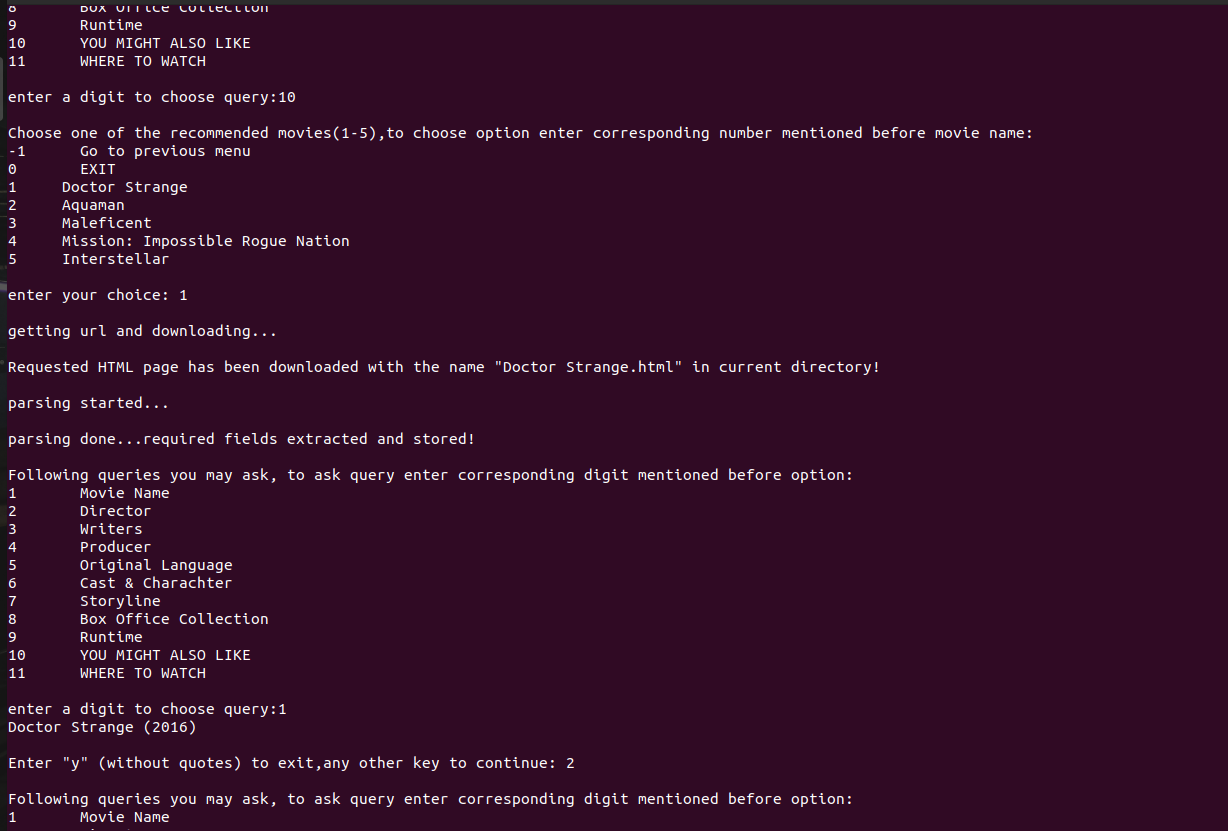 8        Box Office Collection
9        Runtime
10       YOU MIGHT ALSO LIKE
11       WHERE TO WATCH
enter a digit to choose query:10
Choose one of the recommended movies(1-5),to choose option enter corresponding number mentioned before movie name:
-1       Go to previous menu
0        EXIT
1      Doctor Strange
2      Aquaman
3      Maleficent
4      Mission: Impossible Rogue Nation
5      Interstellar
enter your choice: 1
getting url and downloading...
Requested HTML page has been downloaded with the name "Doctor Strange.html" in current directory!
parsing started...
parsing done...required fields extracted and stored!
Following queries you may ask, to ask query enter corresponding digit mentioned before option:
1        Movie Name
2        Director
3        Writers
4        Producer
5        Original Language
6        Cast & Charachter
7        Storyline
8        Box Office Collection
9        Runtime
10       YOU MIGHT ALSO LIKE
11       WHERE TO WATCH
enter a digit to choose query:1
Doctor Strange (2016)
Enter "y" (without quotes) to exit,any other key to continue: 2
Following queries you may ask, to ask query enter corresponding digit mentioned before option:
1        Movie Name